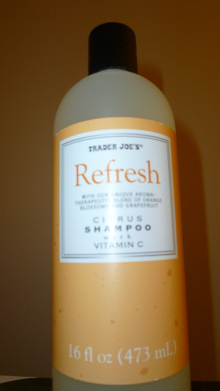 TRADER JOE'S®
Refresh
WITH OUR UNIQUE AROMA-
THERAPEUTIC BLEND OF ORANGE
BLOSSOMS AND GRAPEFRUIT
CITRUS
SHAMPOO
with
VITAMIN C
16 fl oz (473 mL)